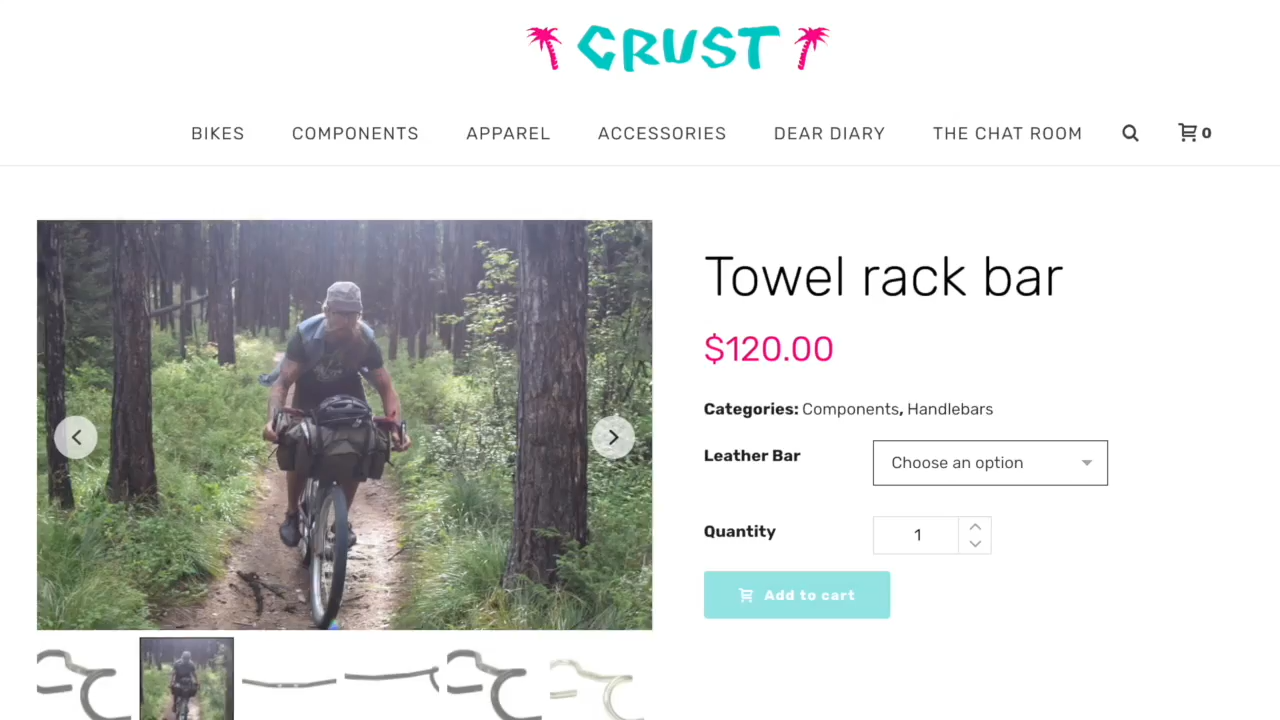 CRUST
BIKES COMPONENTS APPAREL ACCESSORIES DEAR DIARY THE CHAT ROOM 0
Towel rack bar
$120.00
Categories: Components, Handlebars
Leather Bar Choose an option
Quantity 1
Add to cart